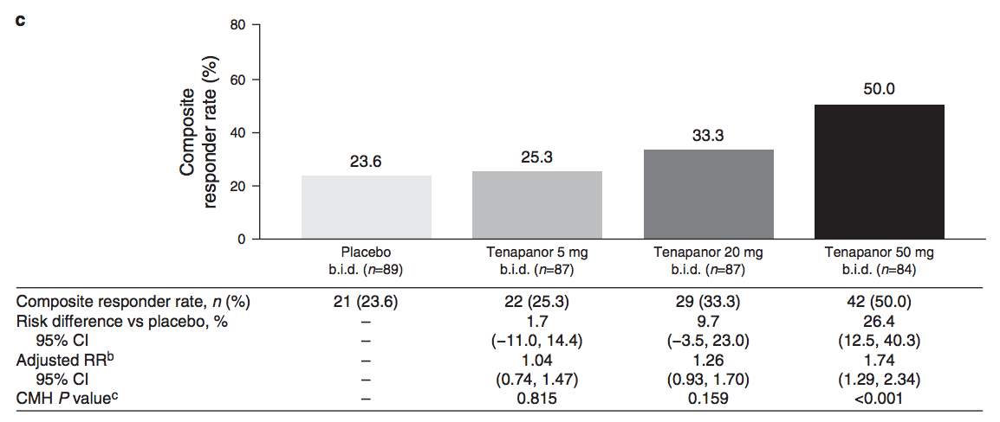 c
Composite
responder rate (%)
80
60
40
20
0
23.6
25.3
33.3
50.0
Placebo
b.i.d. (n=89)
Tenapanor 5 mg
b.i.d. (n=87)
Tenapanor 20 mg
b.i.d. (n=87)
Tenapanor 50 mg
b.i.d. (n=84)
Composite responder rate, n (%) 21 (23.6) 22 (25.3) 29 (33.3) 42 (50.0)
Risk difference vs placebo, % – 1.7 9.7 26.4
95% CI – (−11.0, 14.4) (−3.5, 23.0) (12.5, 40.3)
Adjusted RRb – 1.04 1.26 1.74
95% CI – (0.74, 1.47) (0.93, 1.70) (1.29, 2.34)
CMH P valuec – 0.815 0.159 <0.001